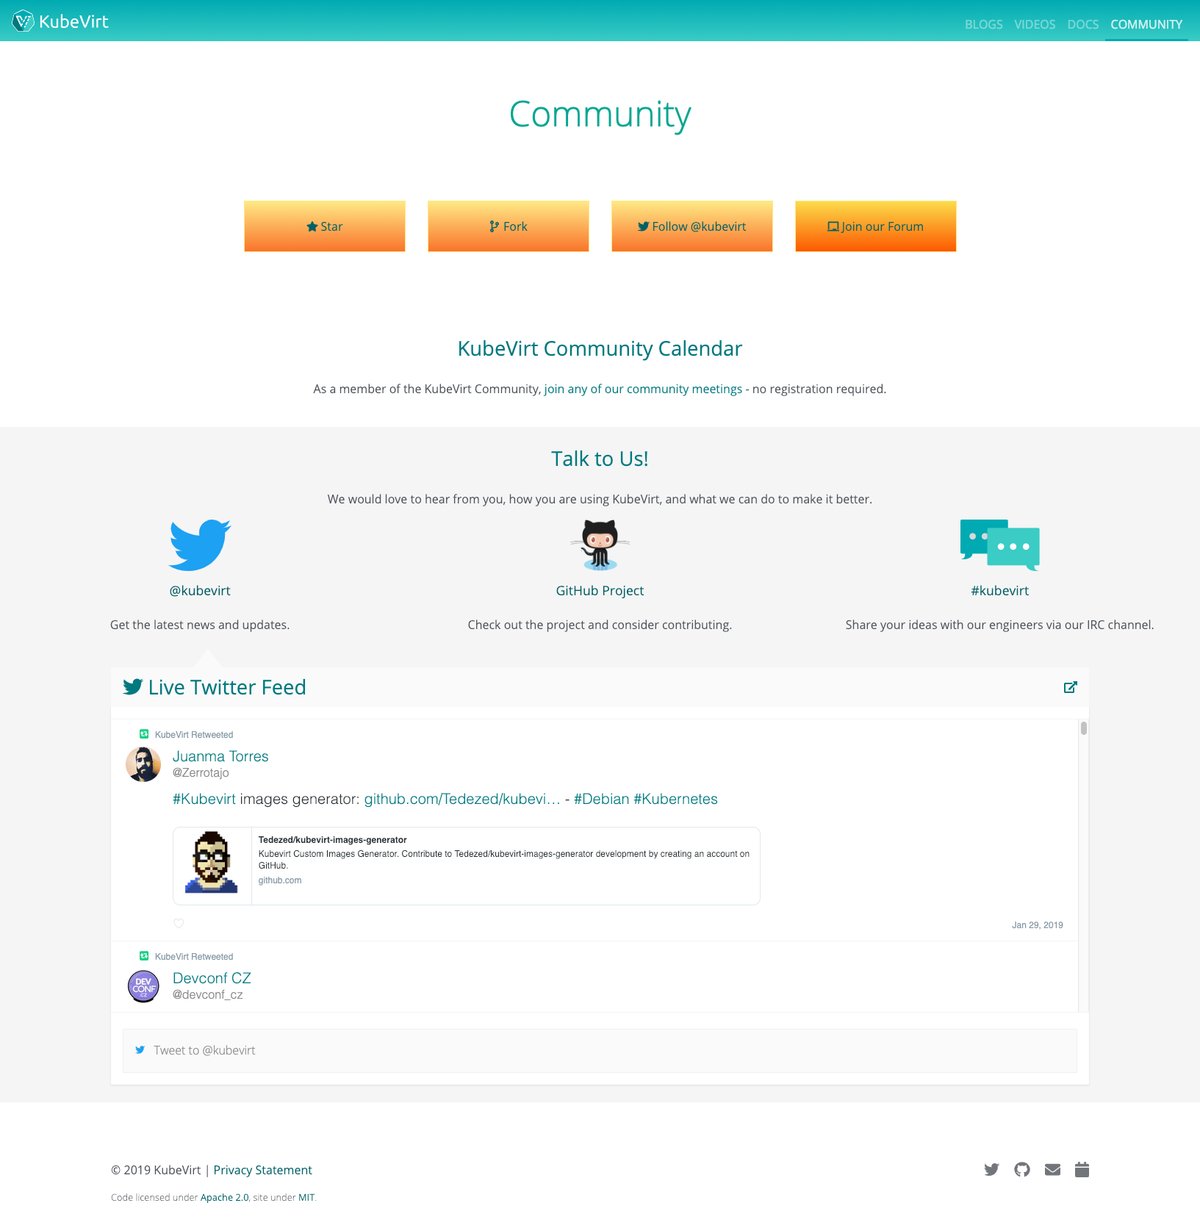 KubeVirt
BLOGS VIDEOS DOCS COMMUNITY
Community
Star
Fork
Follow @kubevirt
Join our Forum
KubeVirt Community Calendar
As a member of the KubeVirt Community, join any of our community meetings - no registration required.
Talk to Us!
We would love to hear from you, how you are using KubeVirt, and what we can do to make it better.
@kubevirt
Get the latest news and updates.
GitHub Project
Check out the project and consider contributing.
#kubevirt
Share your ideas with our engineers via our IRC channel.
Live Twitter Feed
KubeVirt Retweeted
Juanma Torres
@Zerrotajo
#Kubevirt images generator: github.com/Tedezed/kubevi… - #Debian #Kubernetes
Tedezed/kubevirt-images-generator
Kubevirt Custom Images Generator. Contribute to Tedezed/kubevirt-images-generator development by creating an account on
GitHub.
github.com
Jan 29, 2019
KubeVirt Retweeted
DEV
CONF
CZ
Devconf CZ
@devconf_cz
Tweet to @kubevirt
© 2019 KubeVirt | Privacy Statement
Code licensed under Apache 2.0, site under MIT.